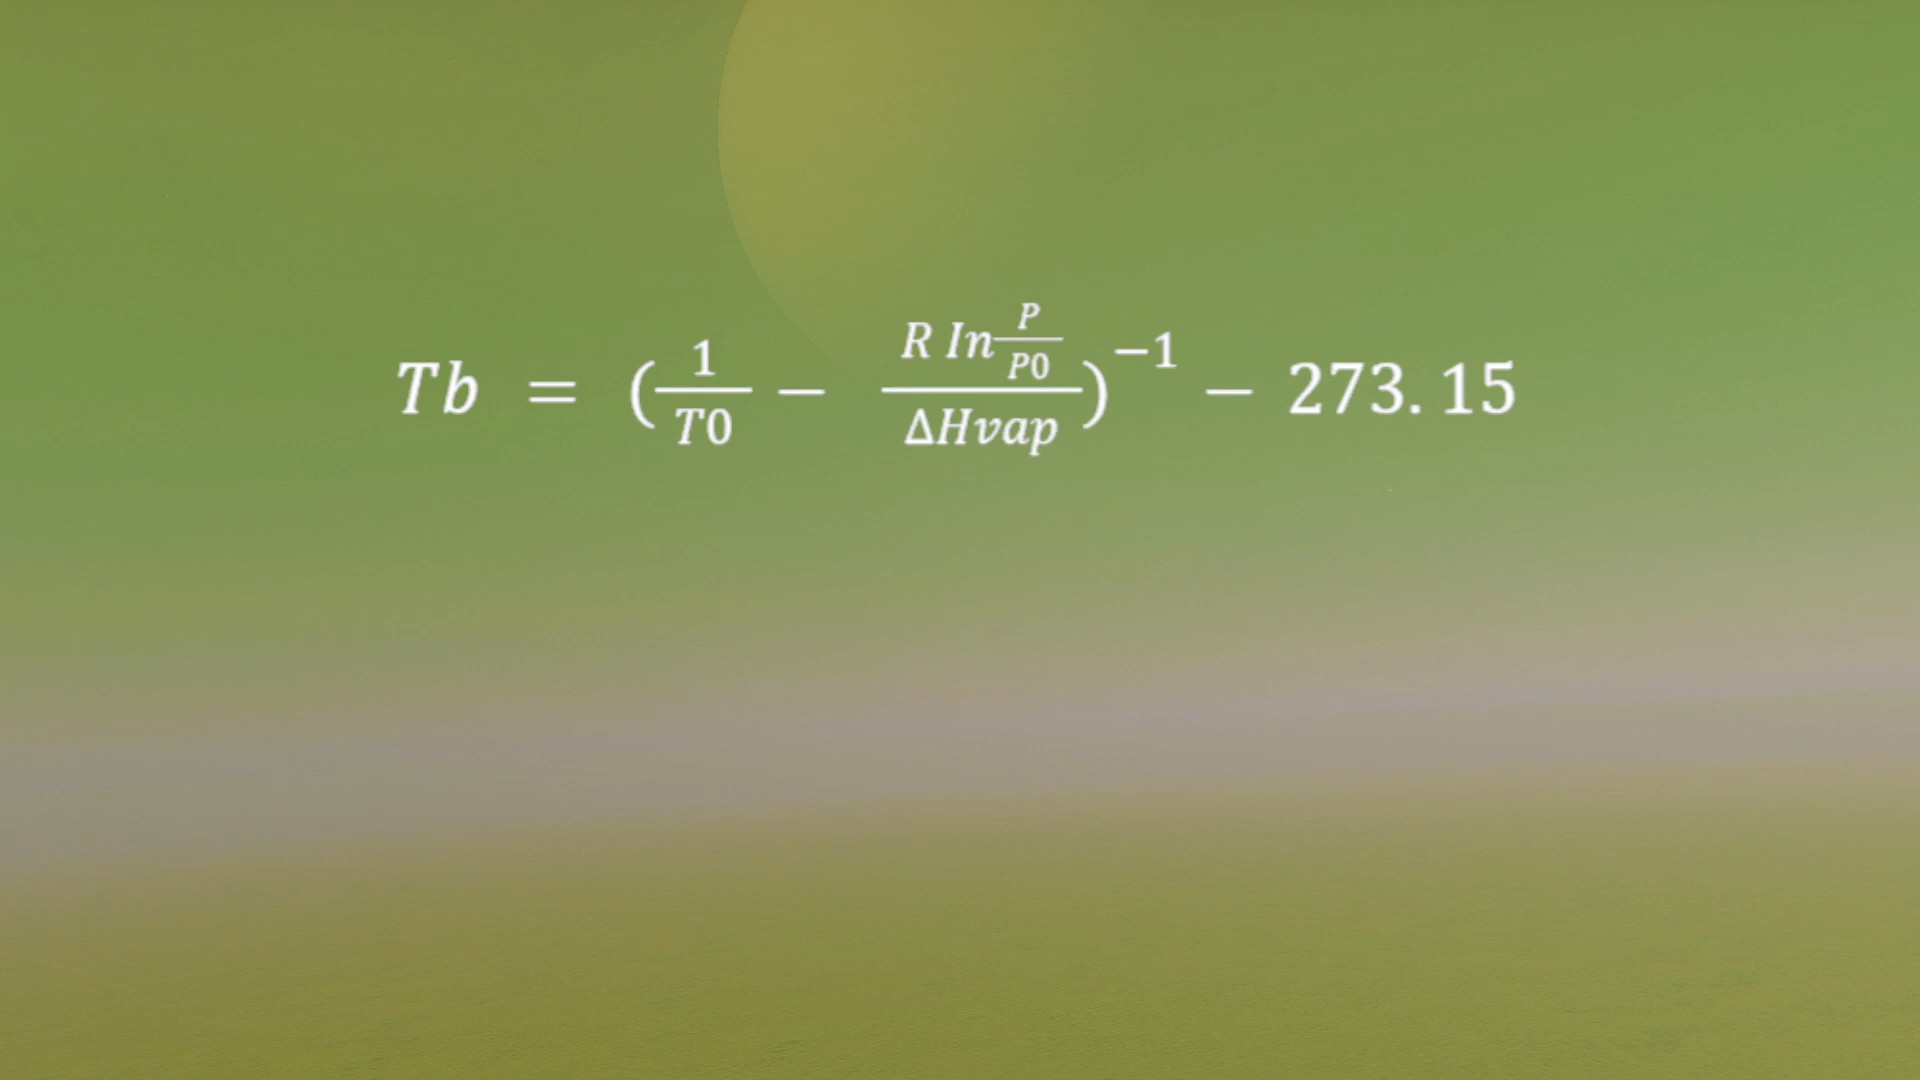 Tb = (1/T0 − R In P/P0 / ΔHvap)^−1 − 273.15